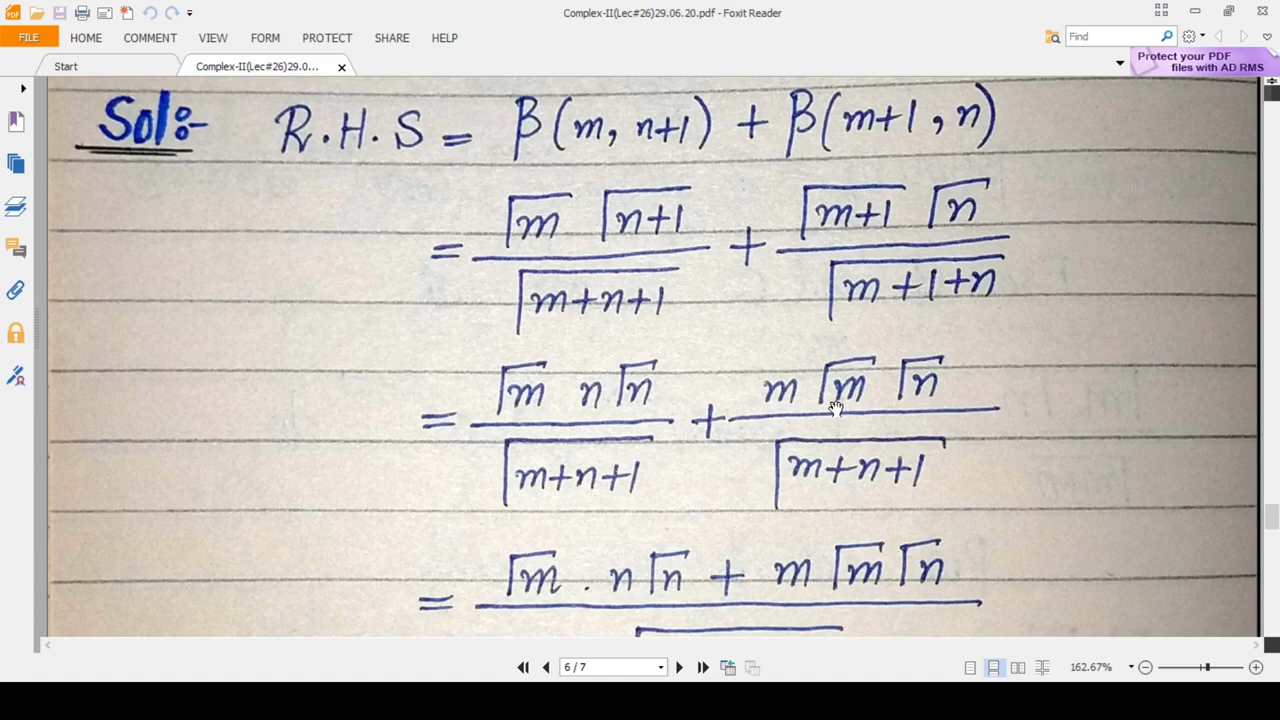 Complex-II(Lec#26)29.06.20.pdf - Foxit Reader
FILE HOME COMMENT VIEW FORM PROTECT SHARE HELP
Find
Start Complex-II(Lec#26)29.0...
Protect your PDF
files with AD RMS
Sol:- R.H.S = β(m, n+1) + β(m+1, n)
= Γm Γn+1 / Γm+n+1 + Γm+1 Γn / Γm+1+n
= Γm nΓn / Γm+n+1 + m Γm Γn / Γm+n+1
= Γm . nΓn + m Γm Γn
6 / 7
162.67%